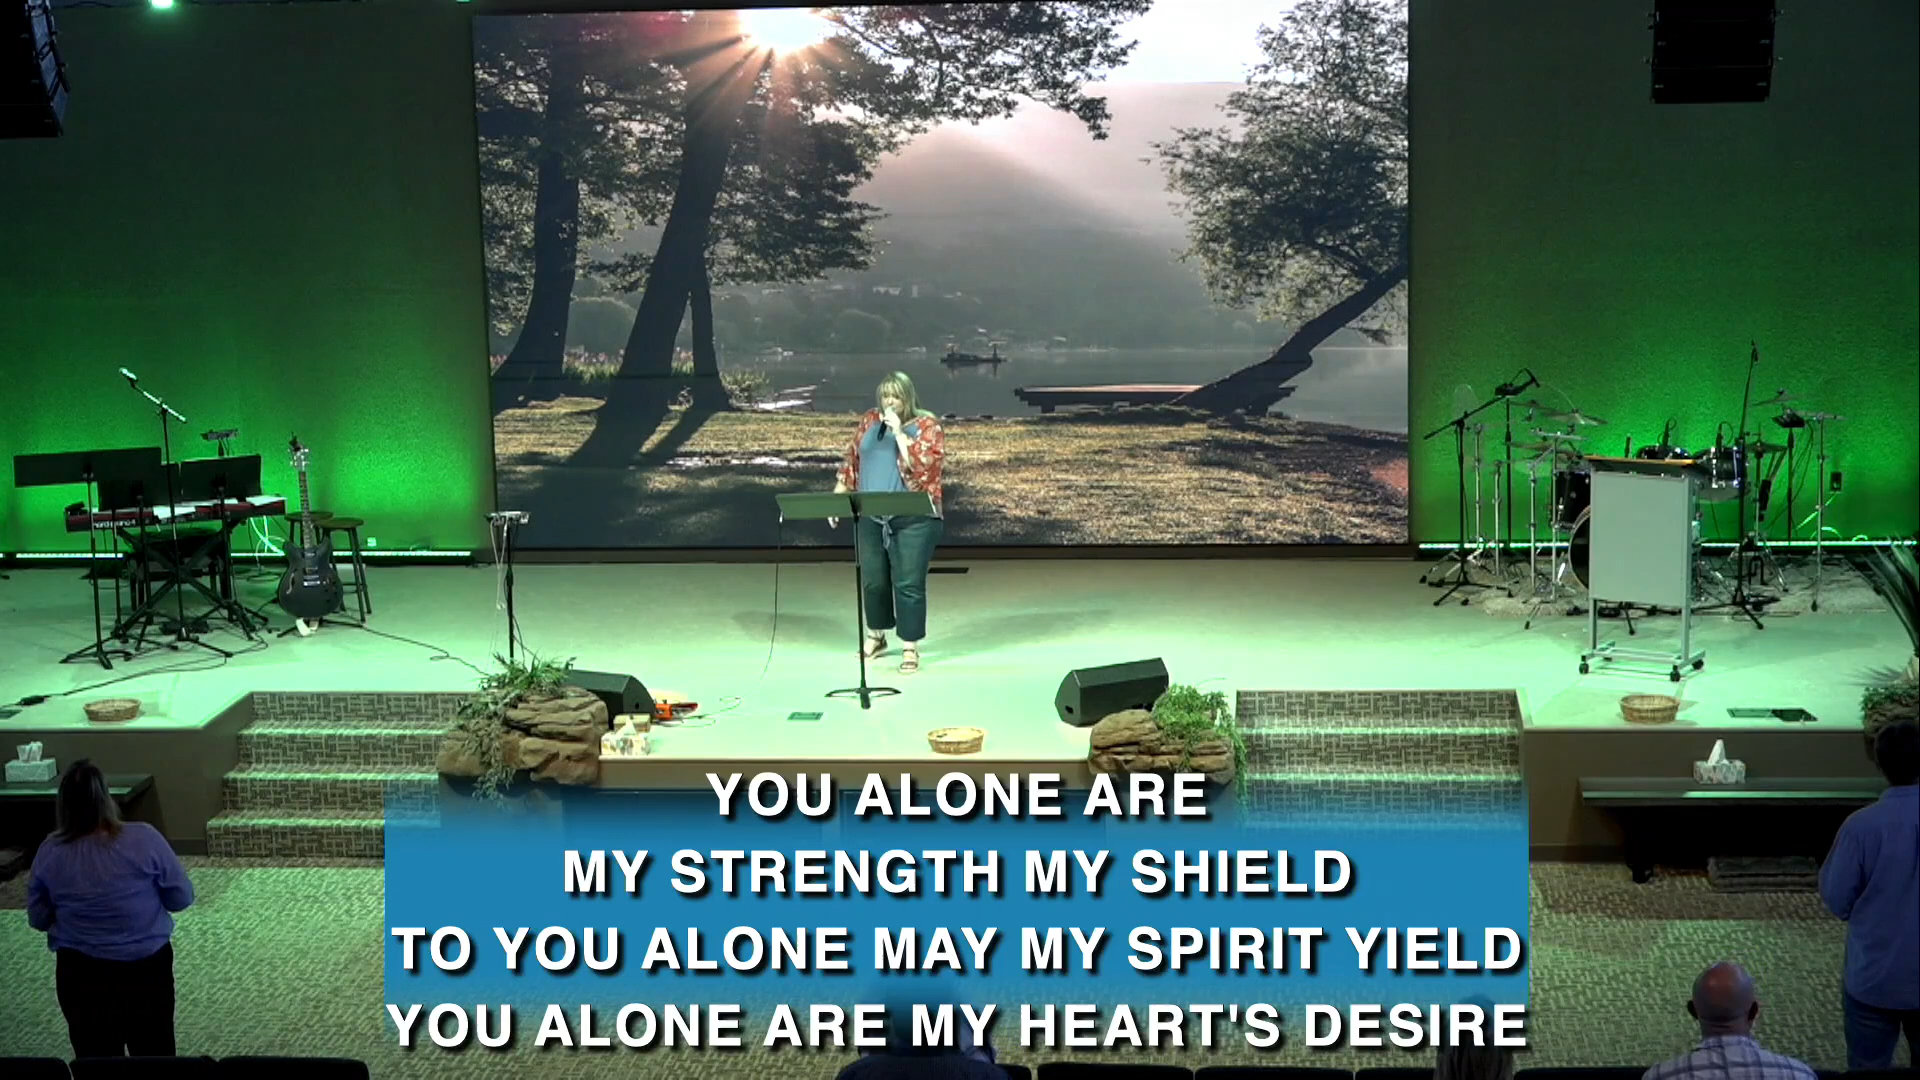 YOU ALONE ARE
MY STRENGTH MY SHIELD
TO YOU ALONE MAY MY SPIRIT YIELD
YOU ALONE ARE MY HEART'S DESIRE